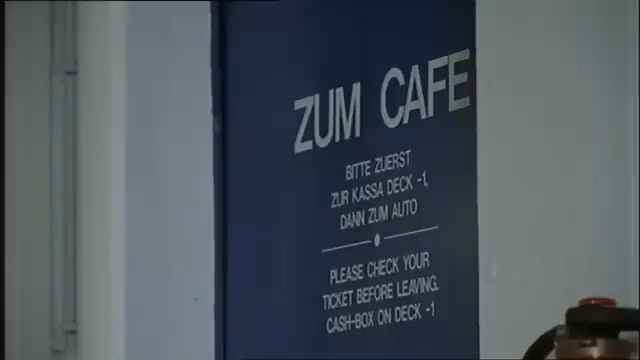 ZUM CAFE
BITTE ZUERST
ZUR KASSA DECK -1,
DANN ZUM AUTO
PLEASE CHECK YOUR
TICKET BEFORE LEAVING.
CASH-BOX ON DECK -1